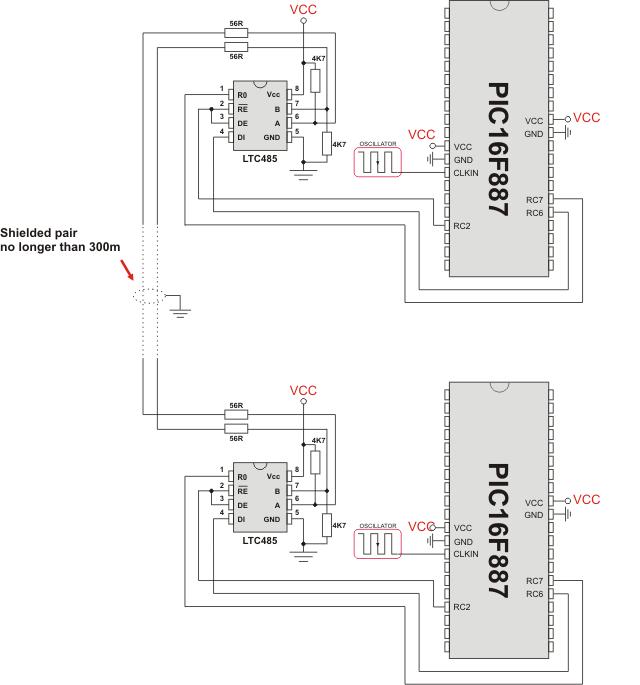 VCC
56R
56R
4K7
1 R0 Vcc 8
2 RE B 7
3 DE A 6
4 DI GND 5
LTC485
4K7
OSCILLATOR
VCC
VCC
GND
CLKIN
RC2
PIC16F887
VCC
VCC
GND
RC7
RC6
Shielded pair
no longer than 300m
VCC
56R
56R
4K7
1 R0 Vcc 8
2 RE B 7
3 DE A 6
4 DI GND 5
LTC485
4K7
OSCILLATOR
VCC
VCC
GND
CLKIN
RC2
PIC16F887
VCC
VCC
GND
RC7
RC6